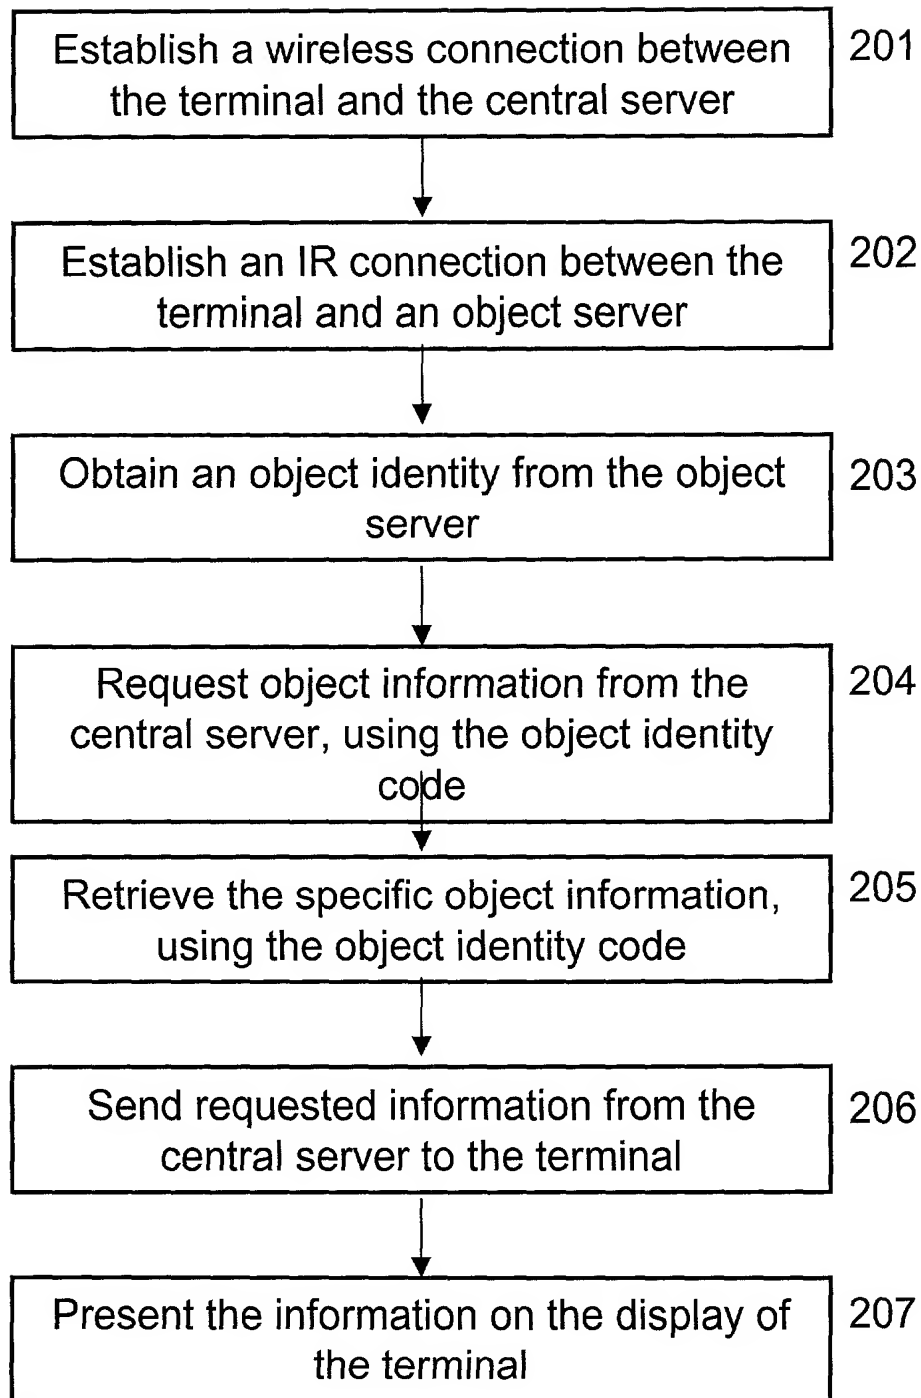 Establish a wireless connection between
the terminal and the central server
201
Establish an IR connection between the
terminal and an object server
202
Obtain an object identity from the object
server
203
Request object information from the
central server, using the object identity
code
204
Retrieve the specific object information,
using the object identity code
205
Send requested information from the
central server to the terminal
206
Present the information on the display of
the terminal
207